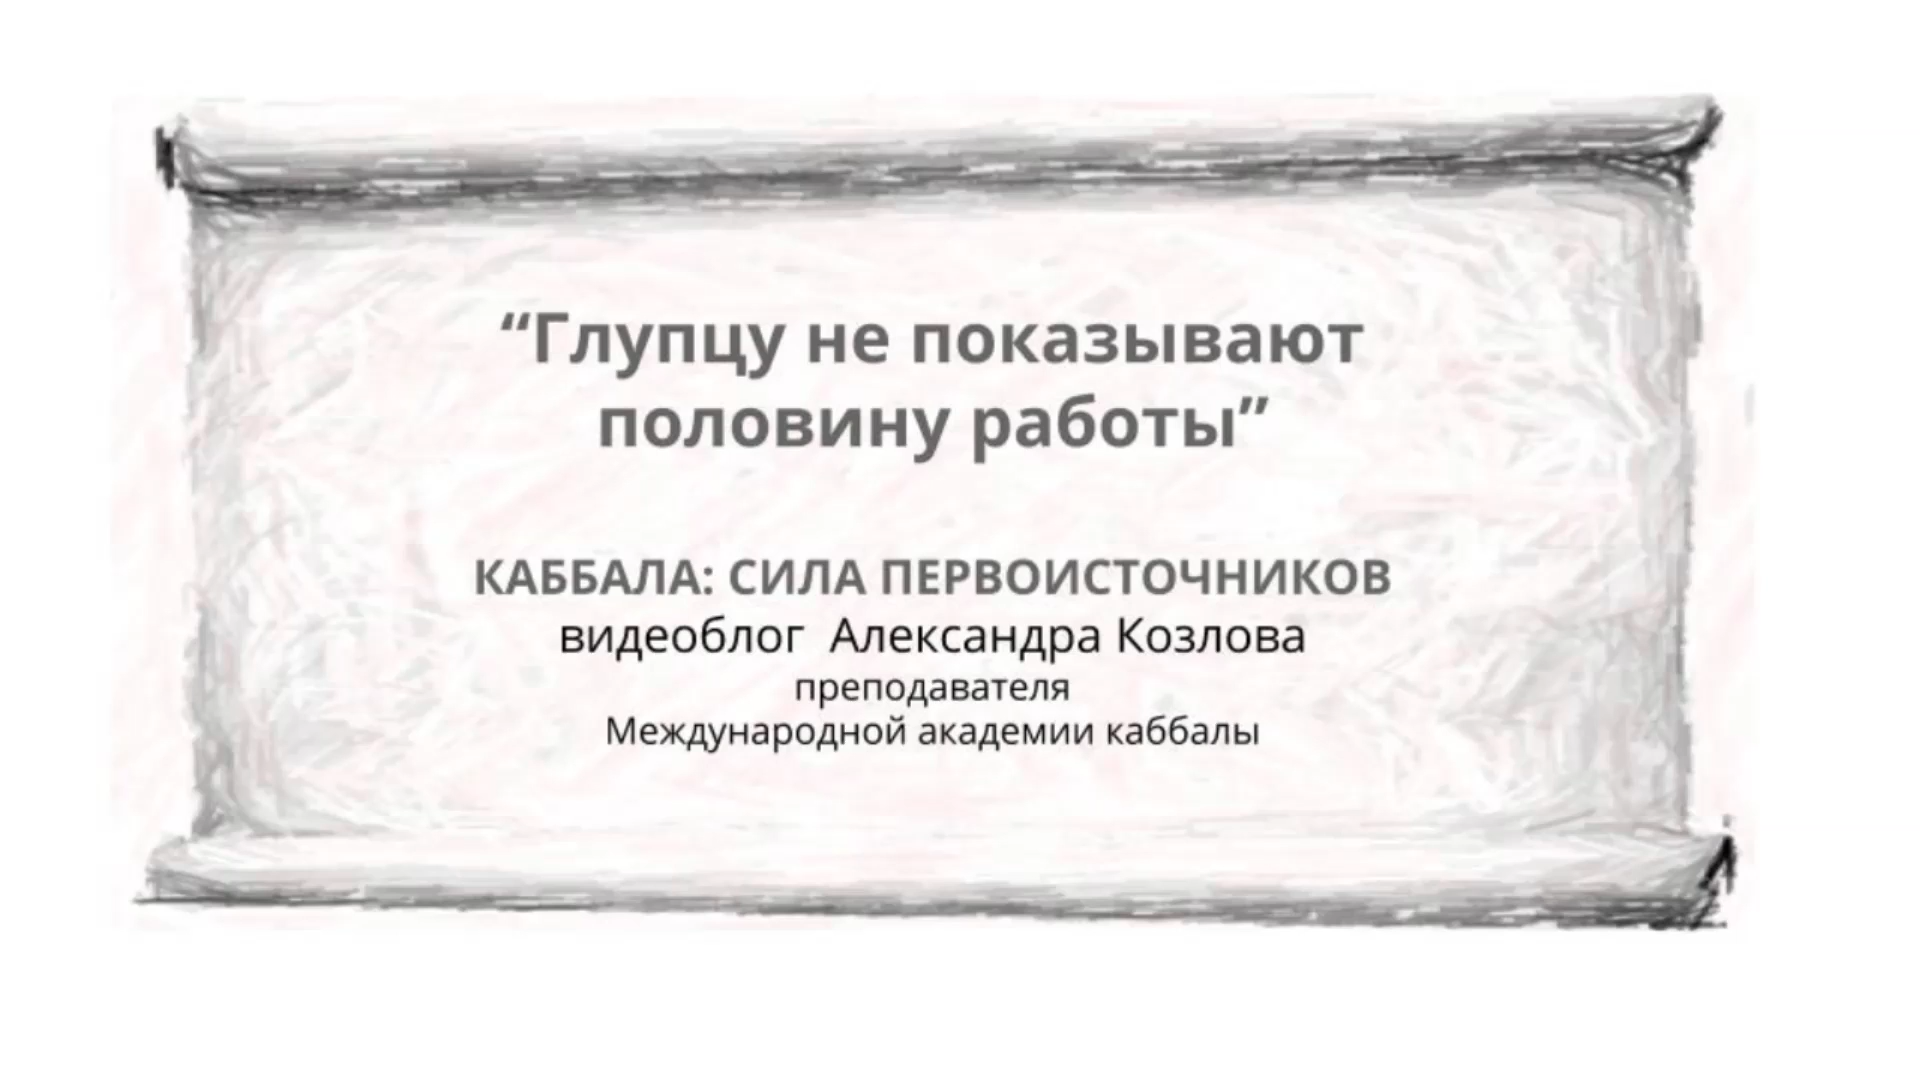 “Глупцу не показывают
половину работы”
КАББАЛА: СИЛА ПЕРВОИСТОЧНИКОВ
видеоблог Александра Козлова
преподавателя
Международной академии каббалы